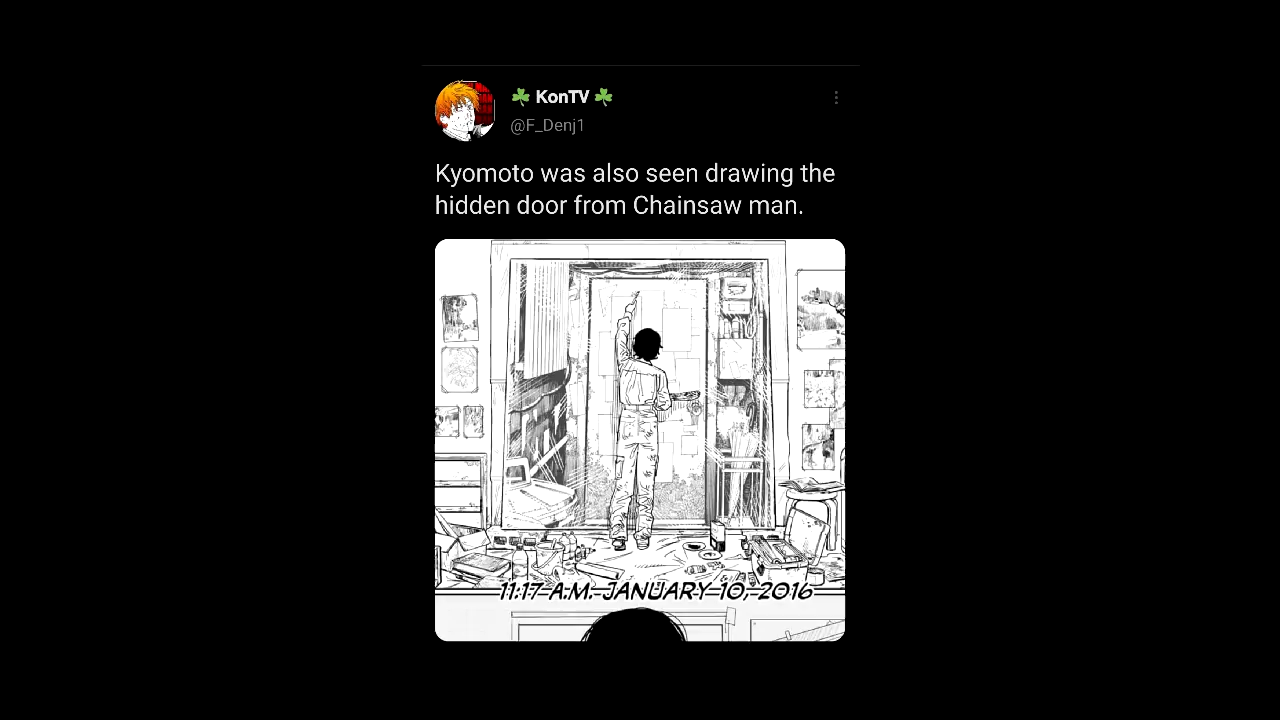 ☘️ KonTV ☘️
@F_Denj1
Kyomoto was also seen drawing the
hidden door from Chainsaw man.
11:17 A.M. JANUARY 10, 2016